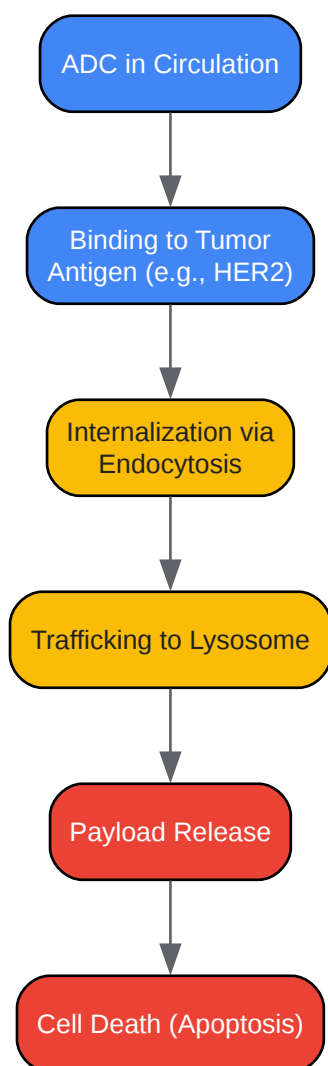 ADC in Circulation
Binding to Tumor
Antigen (e.g., HER2)
Internalization via
Endocytosis
Trafficking to Lysosome
Payload Release
Cell Death (Apoptosis)